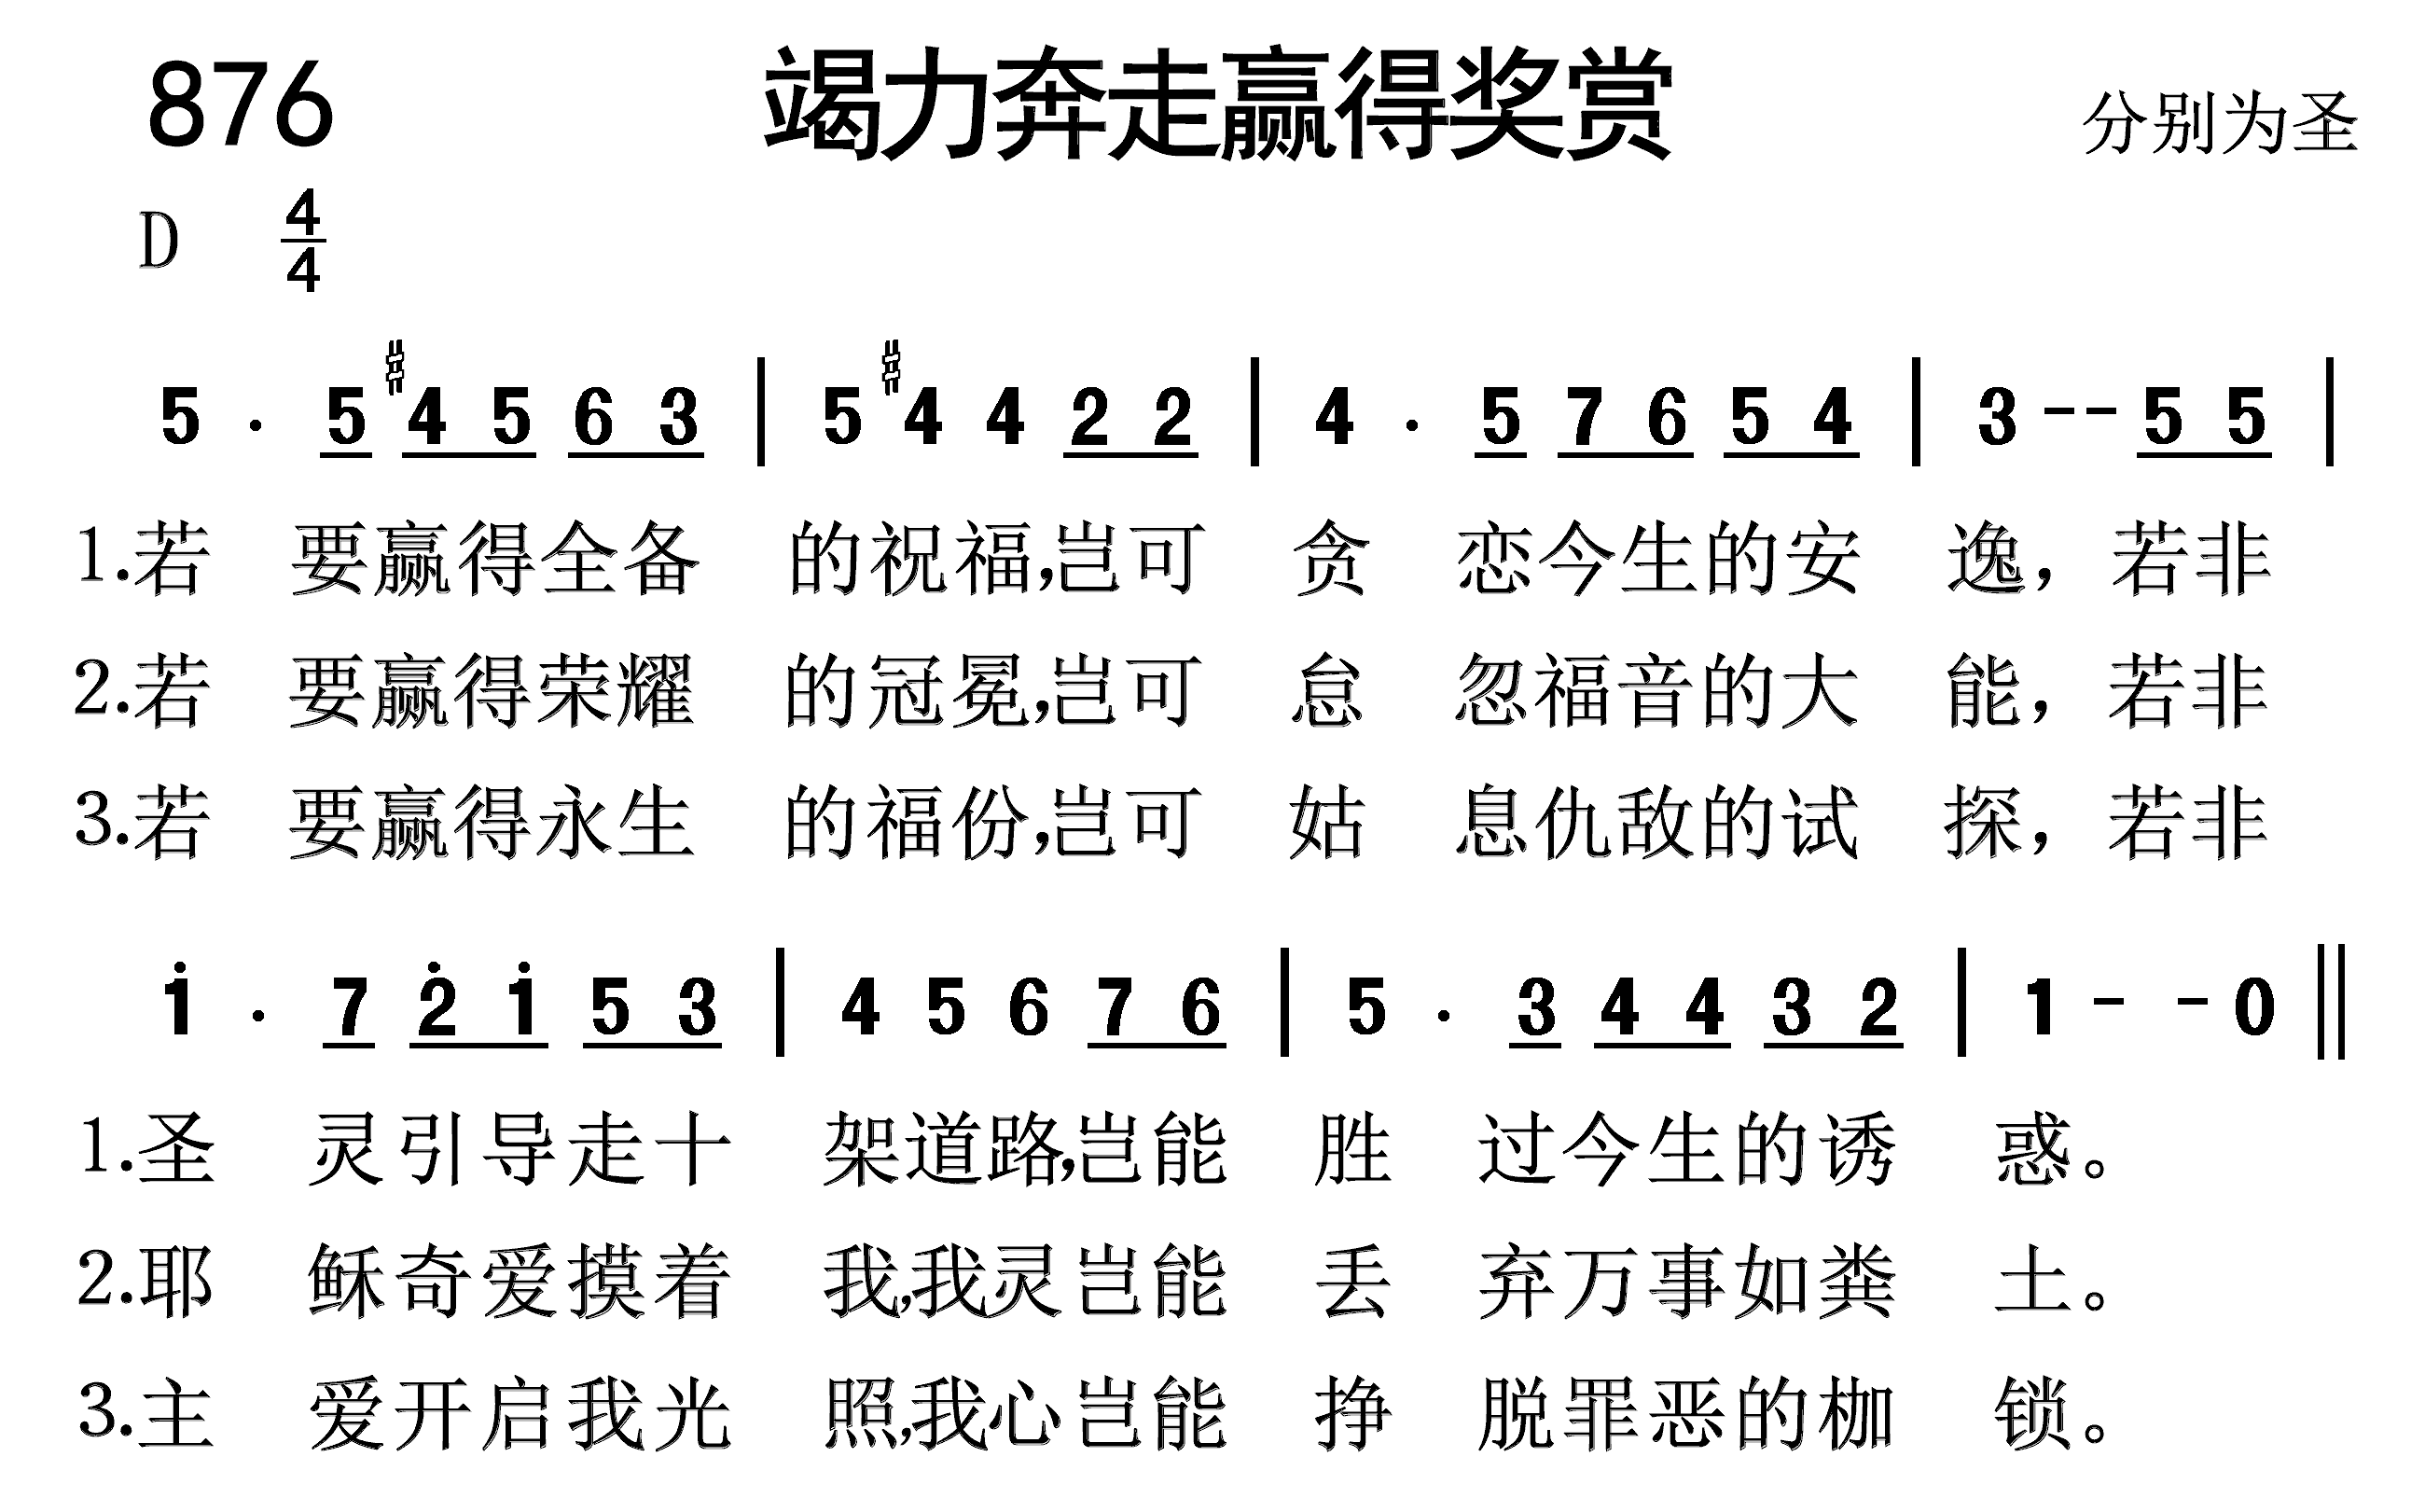 876 竭力奔走赢得奖赏 分别为圣
D 4/4
5 · 5 #4 5 6 3 | 5 #4 4 2 2 | 4 · 5 7 6 5 4 | 3 - - 5 5 |
1.若 要赢得全备 的祝福,岂可 贪 恋今生的安 逸，若非
2.若 要赢得荣耀 的冠冕,岂可 怠 忽福音的大 能，若非
3.若 要赢得永生 的福份,岂可 姑 息仇敌的试 探，若非
1̇ · 7 2̇ 1̇ 5 3 | 4 5 6 7 6 | 5 · 3 4 4 3 2 | 1 - - 0 ‖
1.圣 灵引导走十 架道路,岂能 胜 过今生的诱 惑。
2.耶 稣奇爱摸着 我,我灵岂能 丢 弃万事如粪 土。
3.主 爱开启我光 照,我心岂能 挣 脱罪恶的枷 锁。